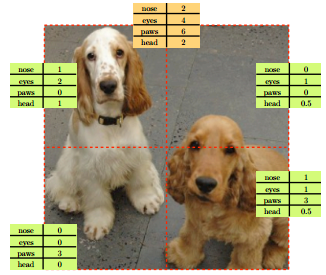 nose 2
eyes 4
paws 6
head 2
nose 1
eyes 2
paws 0
head 1
nose 0
eyes 1
paws 0
head 0.5
nose 0
eyes 0
paws 3
head 0
nose 1
eyes 1
paws 3
head 0.5